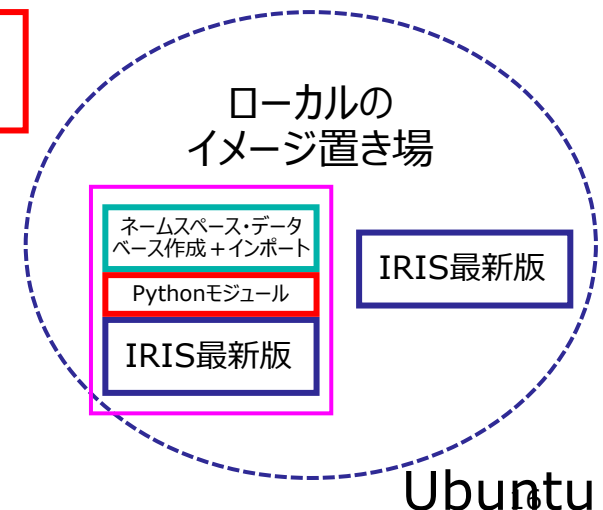 ローカルの
イメージ置き場
ネームスペース・データ
ベース作成＋インポート
Pythonモジュール
IRIS最新版
IRIS最新版
Ubuntu
16